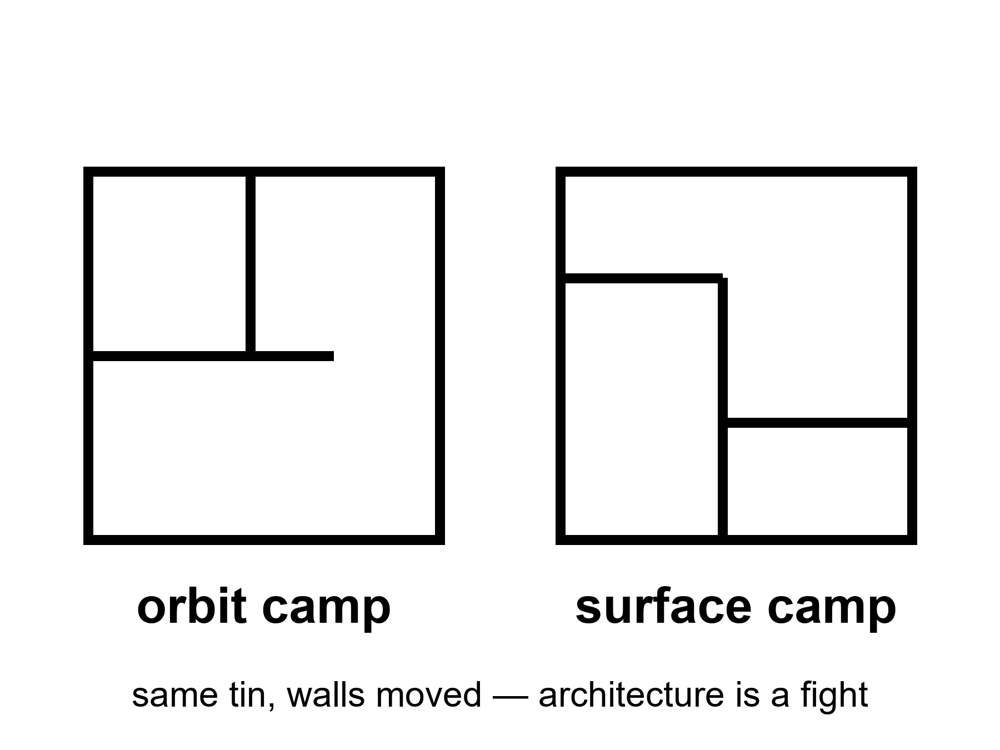 orbit camp
surface camp
same tin, walls moved — architecture is a fight